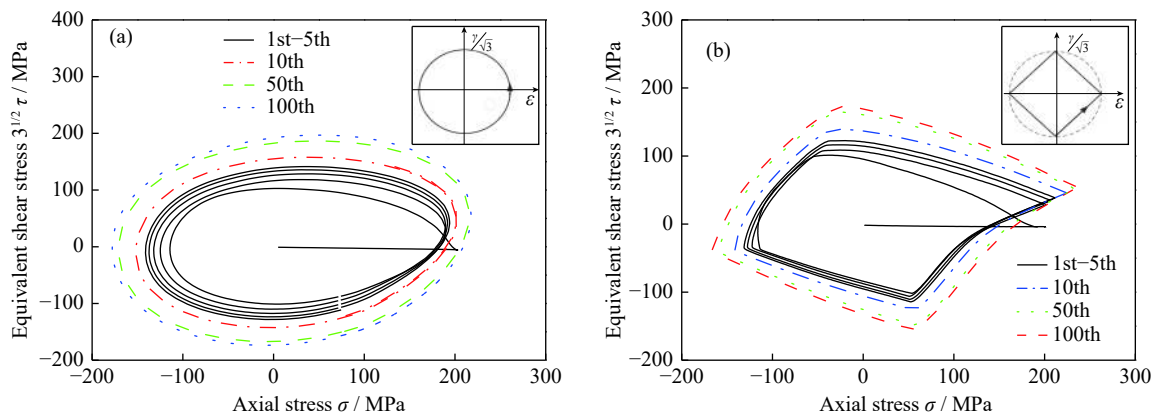 (a)
1st−5th
10th
50th
100th
γ/√3
ε
400
300
200
100
0
−100
−200
−200
−100
0
100
200
300
Equivalent shear stress 3^{1/2} τ / MPa
Axial stress σ / MPa
(b)
γ/√3
ε
1st−5th
10th
50th
100th
300
200
100
0
−100
−200
−200
−100
0
100
200
300
Equivalent shear stress 3^{1/2} τ / MPa
Axial stress σ / MPa